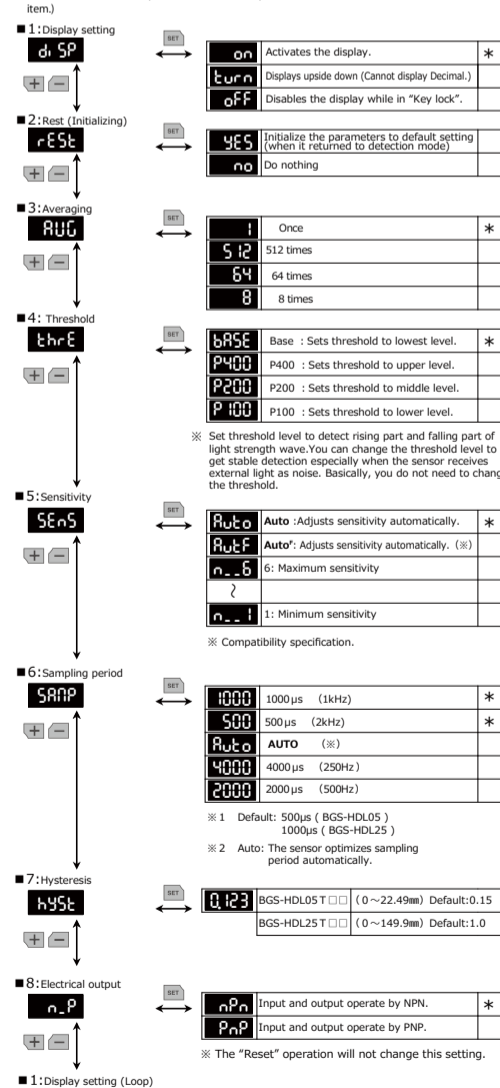 item.)
■1:Display setting
di SP
SET
on Activates the display. *
turn Displays upside down (Cannot display Decimal.)
oFF Disables the display while in “Key lock”.
+ −
■2:Rest (Initializing)
rESt
SET
YES Initialize the parameters to default setting
(when it returned to detection mode)
no Do nothing
+ −
■3:Averaging
AUG
SET
1 Once *
512 512 times
64 64 times
8 8 times
+ −
■4: Threshold
thrE
SET
bASE Base : Sets threshold to lowest level. *
P400 P400 : Sets threshold to upper level.
P200 P200 : Sets threshold to middle level.
P100 P100 : Sets threshold to lower level.
+ −
※ Set threshold level to detect rising part and falling part of
light strength wave.You can change the threshold level to
get stable detection especially when the sensor receives
external light as noise. Basically, you do not need to chang
the threshold.
■5:Sensitivity
SEnS
SET
Auto Auto :Adjusts sensitivity automatically. *
AutF Autoᶠ: Adjusts sensitivity automatically. (※)
n__6 6: Maximum sensitivity
~
n__1 1: Minimum sensitivity
+ −
※ Compatibility specification.
■6:Sampling period
SAMP
SET
1000 1000μs (1kHz) *
500 500μs (2kHz) *
Auto AUTO (※)
4000 4000μs (250Hz)
2000 2000μs (500Hz)
+ −
※1 Default: 500μs ( BGS-HDL05 )
1000μs ( BGS-HDL25 )
※2 Auto: The sensor optimizes sampling
period automatically.
■7:Hysteresis
hYSt
SET
0.123 BGS-HDL05T□□ (0～22.49㎜) Default:0.15
BGS-HDL25T□□ (0～149.9㎜) Default:1.0
+ −
■8:Electrical output
n_P
SET
nPn Input and output operate by NPN. *
PnP Input and output operate by PNP.
+ −
※ The “Reset” operation will not change this setting.
■ 1:Display setting (Loop)